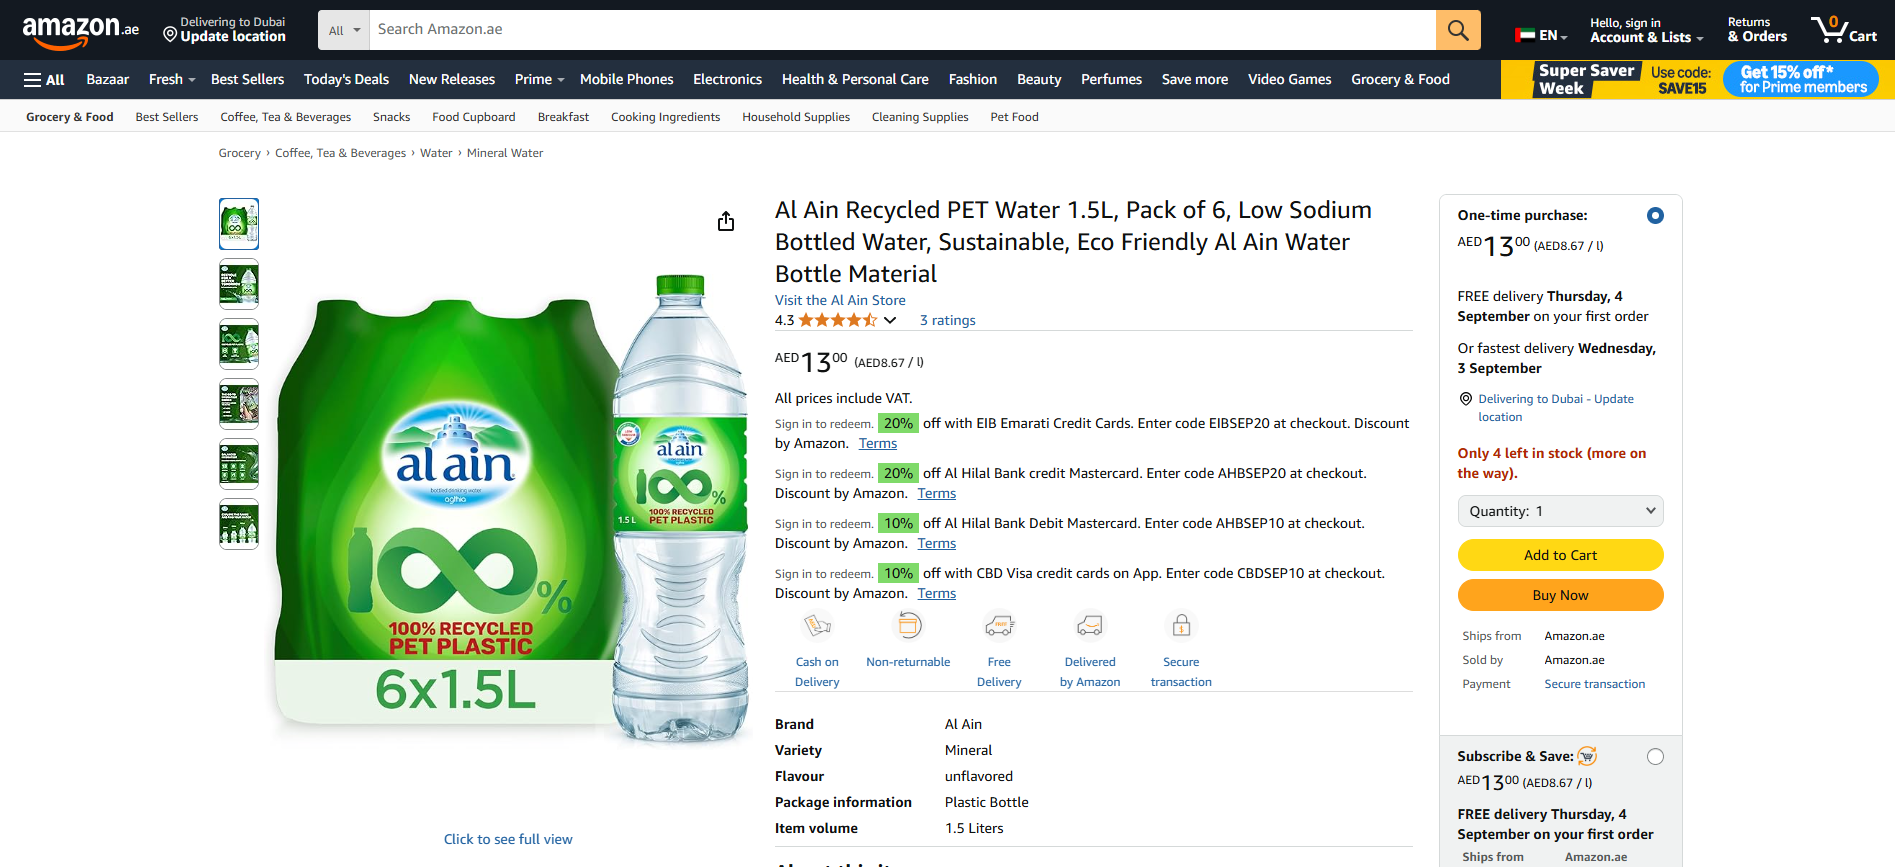 amazon.ae
Delivering to Dubai
Update location
All
Search Amazon.ae
EN
Hello, sign in
Account & Lists
Returns
& Orders
0
Cart
All
Bazaar
Fresh
Best Sellers
Today's Deals
New Releases
Prime
Mobile Phones
Electronics
Health & Personal Care
Fashion
Beauty
Perfumes
Save more
Video Games
Grocery & Food
Super Saver
Week
Use code:
SAVE15
Get 15% off*
for Prime members
Grocery & Food
Best Sellers
Coffee, Tea & Beverages
Snacks
Food Cupboard
Breakfast
Cooking Ingredients
Household Supplies
Cleaning Supplies
Pet Food
Grocery › Coffee, Tea & Beverages › Water › Mineral Water
al ain
bottled drinking water
agthia
100%
100% RECYCLED
PET PLASTIC
6x1.5L
al ain
100%
1.5 L
100% RECYCLED
PET PLASTIC
Click to see full view
Al Ain Recycled PET Water 1.5L, Pack of 6, Low Sodium
Bottled Water, Sustainable, Eco Friendly Al Ain Water
Bottle Material
Visit the Al Ain Store
4.3
3 ratings
AED 13 00 (AED8.67 / l)
All prices include VAT.
Sign in to redeem. 20% off with EIB Emarati Credit Cards. Enter code EIBSEP20 at checkout. Discount
by Amazon. Terms
Sign in to redeem. 20% off Al Hilal Bank credit Mastercard. Enter code AHBSEP20 at checkout.
Discount by Amazon. Terms
Sign in to redeem. 10% off Al Hilal Bank Debit Mastercard. Enter code AHBSEP10 at checkout.
Discount by Amazon. Terms
Sign in to redeem. 10% off with CBD Visa credit cards on App. Enter code CBDSEP10 at checkout.
Discount by Amazon. Terms
Cash on
Delivery
Non-returnable
Free
Delivery
Delivered
by Amazon
Secure
transaction
Brand Al Ain
Variety Mineral
Flavour unflavored
Package information Plastic Bottle
Item volume 1.5 Liters
One-time purchase:
AED 13 00 (AED8.67 / l)
FREE delivery Thursday, 4
September on your first order
Or fastest delivery Wednesday,
3 September
Delivering to Dubai - Update
location
Only 4 left in stock (more on
the way).
Quantity: 1
Add to Cart
Buy Now
Ships from Amazon.ae
Sold by Amazon.ae
Payment Secure transaction
Subscribe & Save:
AED 13 00 (AED8.67 / l)
FREE delivery Thursday, 4
September on your first order
Ships from Amazon.ae